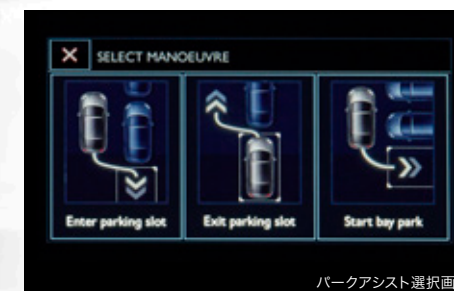 SELECT MANOEUVRE
Enter parking slot
Exit parking slot
Start bay park
パークアシスト選択画